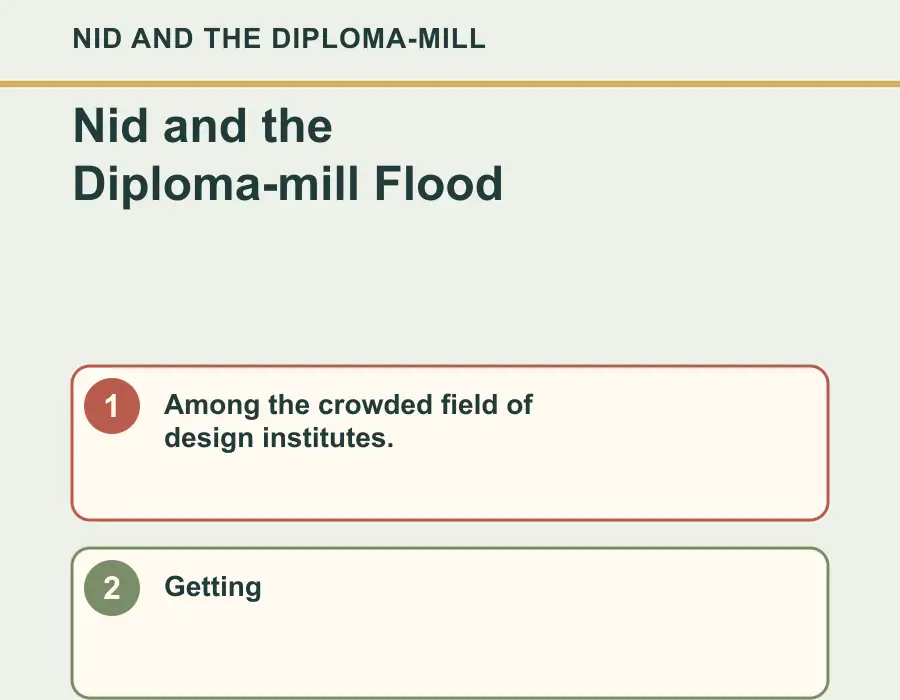 NID AND THE DIPLOMA-MILL
Nid and the
Diploma-mill Flood
1
Among the crowded field of
design institutes.
2
Getting